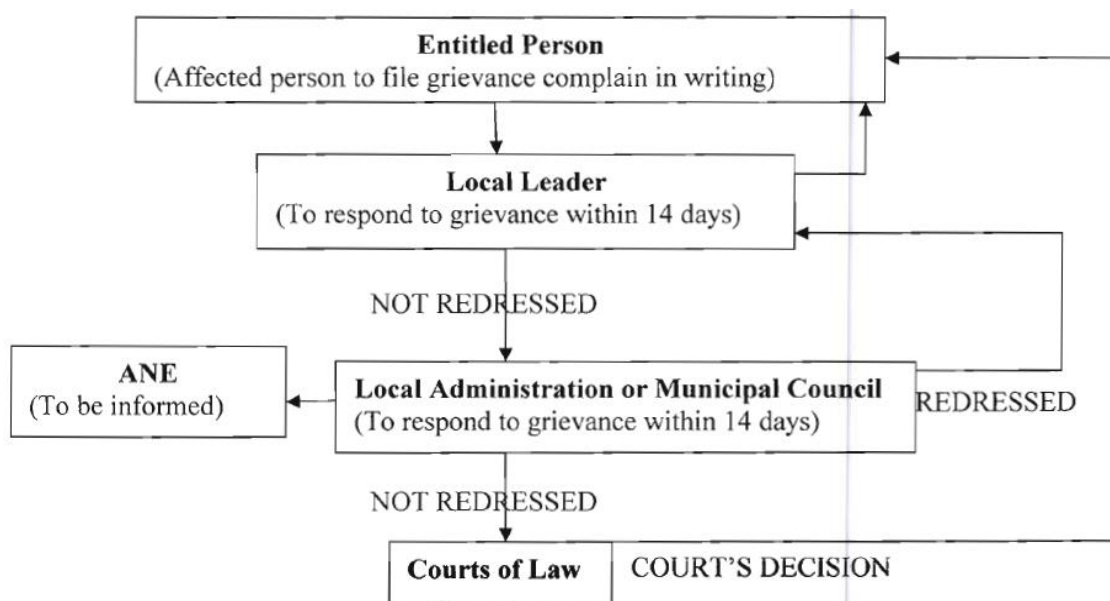 Entitled Person
(Affected person to file grievance complain in writing)
Local Leader
(To respond to grievance within 14 days)
NOT REDRESSED
ANE
(To be informed)
Local Administration or Municipal Council
(To respond to grievance within 14 days)
REDRESSED
NOT REDRESSED
Courts of Law
COURT'S DECISION